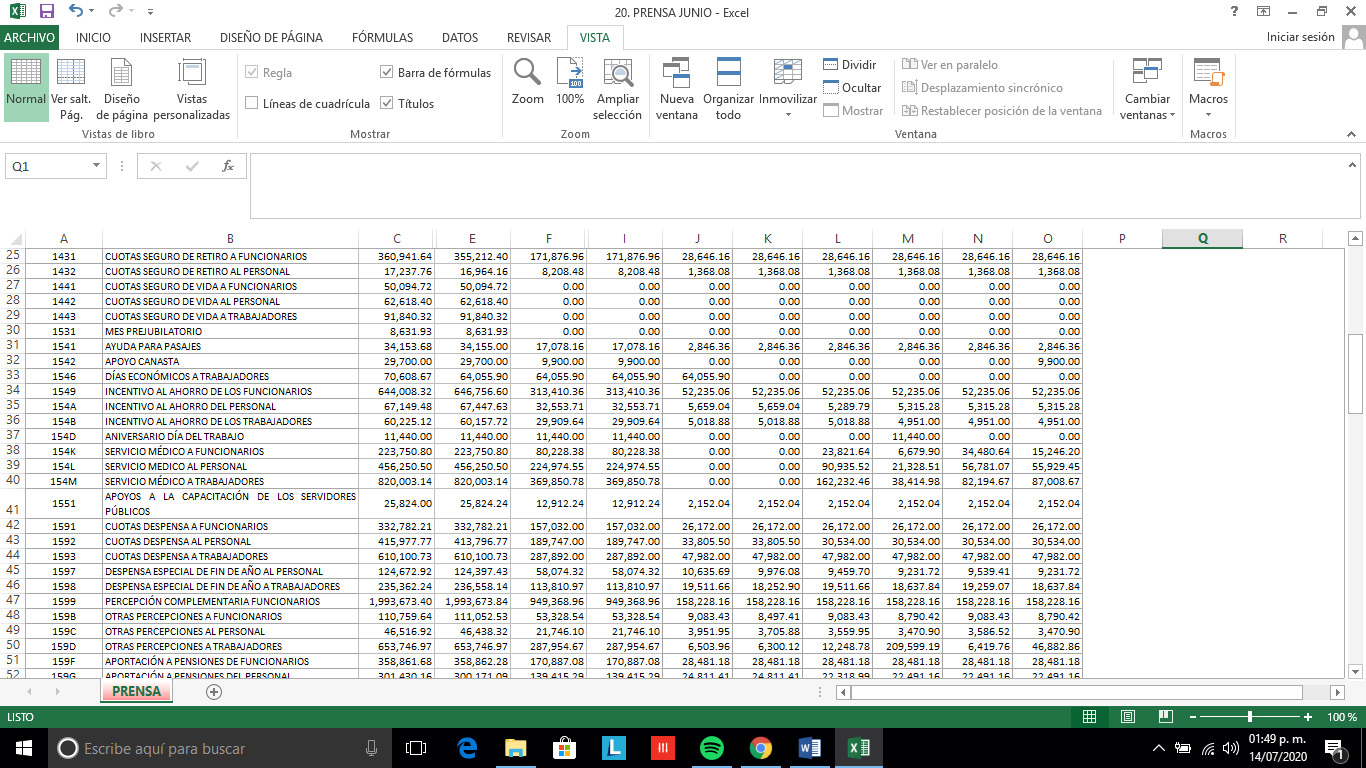 20. PRENSA JUNIO - Excel
ARCHIVO INICIO INSERTAR DISEÑO DE PÁGINA FÓRMULAS DATOS REVISAR VISTA Iniciar sesión
Normal Ver salt. Pág. Diseño de página Vistas personalizadas
Vistas de libro
Regla Barra de fórmulas
Líneas de cuadrícula Títulos
Mostrar
Zoom 100% Ampliar selección
Zoom
Nueva ventana Organizar todo Inmovilizar
Dividir
Ocultar
Mostrar
Ver en paralelo
Desplazamiento sincrónico
Restablecer posición de la ventana
Cambiar ventanas
Ventana
Macros
Macros
Q1 fx
A B C E F I J K L M N O P Q R
25 1431 CUOTAS SEGURO DE RETIRO A FUNCIONARIOS 360,941.64 355,212.40 171,876.96 171,876.96 28,646.16 28,646.16 28,646.16 28,646.16 28,646.16 28,646.16
26 1432 CUOTAS SEGURO DE RETIRO AL PERSONAL 17,237.76 16,964.16 8,208.48 8,208.48 1,368.08 1,368.08 1,368.08 1,368.08 1,368.08 1,368.08
27 1441 CUOTAS SEGURO DE VIDA A FUNCIONARIOS 50,094.72 50,094.72 0.00 0.00 0.00 0.00 0.00 0.00 0.00 0.00
28 1442 CUOTAS SEGURO DE VIDA AL PERSONAL 62,618.40 62,618.40 0.00 0.00 0.00 0.00 0.00 0.00 0.00 0.00
29 1443 CUOTAS SEGURO DE VIDA A TRABAJADORES 91,840.32 91,840.32 0.00 0.00 0.00 0.00 0.00 0.00 0.00 0.00
30 1531 MES PREJUBILATORIO 8,631.93 8,631.93 0.00 0.00 0.00 0.00 0.00 0.00 0.00 0.00
31 1541 AYUDA PARA PASAJES 34,153.68 34,155.00 17,078.16 17,078.16 2,846.36 2,846.36 2,846.36 2,846.36 2,846.36 2,846.36
32 1542 APOYO CANASTA 29,700.00 29,700.00 9,900.00 9,900.00 0.00 0.00 0.00 0.00 0.00 9,900.00
33 1546 DÍAS ECONÓMICOS A TRABAJADORES 70,608.67 64,055.90 64,055.90 64,055.90 64,055.90 0.00 0.00 0.00 0.00 0.00
34 1549 INCENTIVO AL AHORRO DE LOS FUNCIONARIOS 644,008.32 646,756.60 313,410.36 313,410.36 52,235.06 52,235.06 52,235.06 52,235.06 52,235.06 52,235.06
35 154A INCENTIVO AL AHORRO DEL PERSONAL 67,149.48 67,447.63 32,553.71 32,553.71 5,659.04 5,659.04 5,289.79 5,315.28 5,315.28 5,315.28
36 154B INCENTIVO AL AHORRO DE LOS TRABAJADORES 60,225.12 60,157.72 29,909.64 29,909.64 5,018.88 5,018.88 5,018.88 4,951.00 4,951.00 4,951.00
37 154D ANIVERSARIO DÍA DEL TRABAJO 11,440.00 11,440.00 11,440.00 11,440.00 0.00 0.00 0.00 11,440.00 0.00 0.00
38 154K SERVICIO MÉDICO A FUNCIONARIOS 223,750.80 223,750.80 80,228.38 80,228.38 0.00 0.00 23,821.64 6,679.90 34,480.64 15,246.20
39 154L SERVICIO MEDICO AL PERSONAL 456,250.50 456,250.50 224,974.55 224,974.55 0.00 0.00 90,935.52 21,328.51 56,781.07 55,929.45
40 154M SERVICIO MÉDICO A TRABAJADORES 820,003.14 820,003.14 369,850.78 369,850.78 0.00 0.00 162,232.46 38,414.98 82,194.67 87,008.67
41 1551 APOYOS A LA CAPACITACIÓN DE LOS SERVIDORES PÚBLICOS 25,824.00 25,824.24 12,912.24 12,912.24 2,152.04 2,152.04 2,152.04 2,152.04 2,152.04 2,152.04
42 1591 CUOTAS DESPENSA A FUNCIONARIOS 332,782.21 332,782.21 157,032.00 157,032.00 26,172.00 26,172.00 26,172.00 26,172.00 26,172.00 26,172.00
43 1592 CUOTAS DESPENSA AL PERSONAL 415,977.77 413,796.77 189,747.00 189,747.00 33,805.50 33,805.50 30,534.00 30,534.00 30,534.00 30,534.00
44 1593 CUOTAS DESPENSA A TRABAJADORES 610,100.73 610,100.73 287,892.00 287,892.00 47,982.00 47,982.00 47,982.00 47,982.00 47,982.00 47,982.00
45 1597 DESPENSA ESPECIAL DE FIN DE AÑO AL PERSONAL 124,672.92 124,397.43 58,074.32 58,074.32 10,635.69 9,976.08 9,459.70 9,231.72 9,539.41 9,231.72
46 1598 DESPENSA ESPECIAL DE FIN DE AÑO A TRABAJADORES 235,362.24 236,558.14 113,810.97 113,810.97 19,511.66 18,252.90 19,511.66 18,637.84 19,259.07 18,637.84
47 1599 PERCEPCIÓN COMPLEMENTARIA FUNCIONARIOS 1,993,673.40 1,993,673.84 949,368.96 949,368.96 158,228.16 158,228.16 158,228.16 158,228.16 158,228.16 158,228.16
48 159B OTRAS PERCEPCIONES A FUNCIONARIOS 110,759.64 111,052.53 53,328.54 53,328.54 9,083.43 8,497.41 9,083.43 8,790.42 9,083.43 8,790.42
49 159C OTRAS PERCEPCIONES AL PERSONAL 46,516.92 46,438.32 21,746.10 21,746.10 3,951.95 3,705.88 3,559.95 3,470.90 3,586.52 3,470.90
50 159D OTRAS PERCEPCIONES A TRABAJADORES 653,746.97 653,746.97 287,954.67 287,954.67 6,503.96 6,300.12 12,248.78 209,599.19 6,419.76 46,882.86
51 159F APORTACIÓN A PENSIONES DE FUNCIONARIOS 358,861.68 358,862.28 170,887.08 170,887.08 28,481.18 28,481.18 28,481.18 28,481.18 28,481.18 28,481.18
52 159G APORTACIÓN A PENSIONES DEL PERSONAL 301,430.16 300,171.09 139,415.29 139,415.29 24,811.41 24,811.41 22,318.99 22,491.16 22,491.16 22,491.16
PRENSA
LISTO 100 %
Escribe aquí para buscar
01:49 p. m.
14/07/2020
1